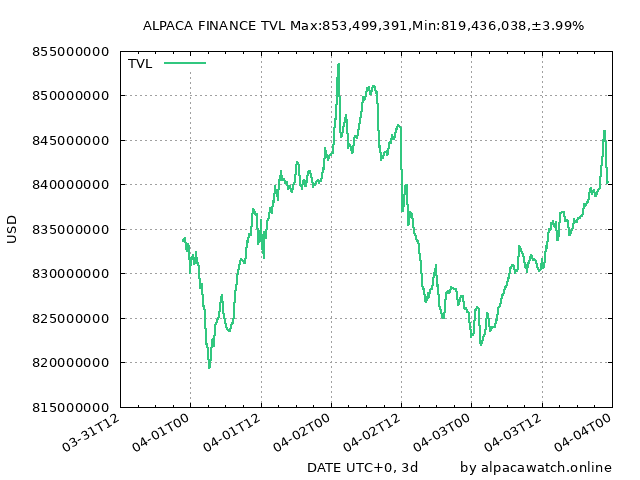 ALPACA FINANCE TVL Max:853,499,391,Min:819,436,038,±3.99%
TVL
855000000
850000000
845000000
840000000
835000000
830000000
825000000
820000000
815000000
USD
03-31T12
04-01T00
04-01T12
04-02T00
04-02T12
04-03T00
04-03T12
04-04T00
DATE UTC+0, 3d
by alpacawatch.online